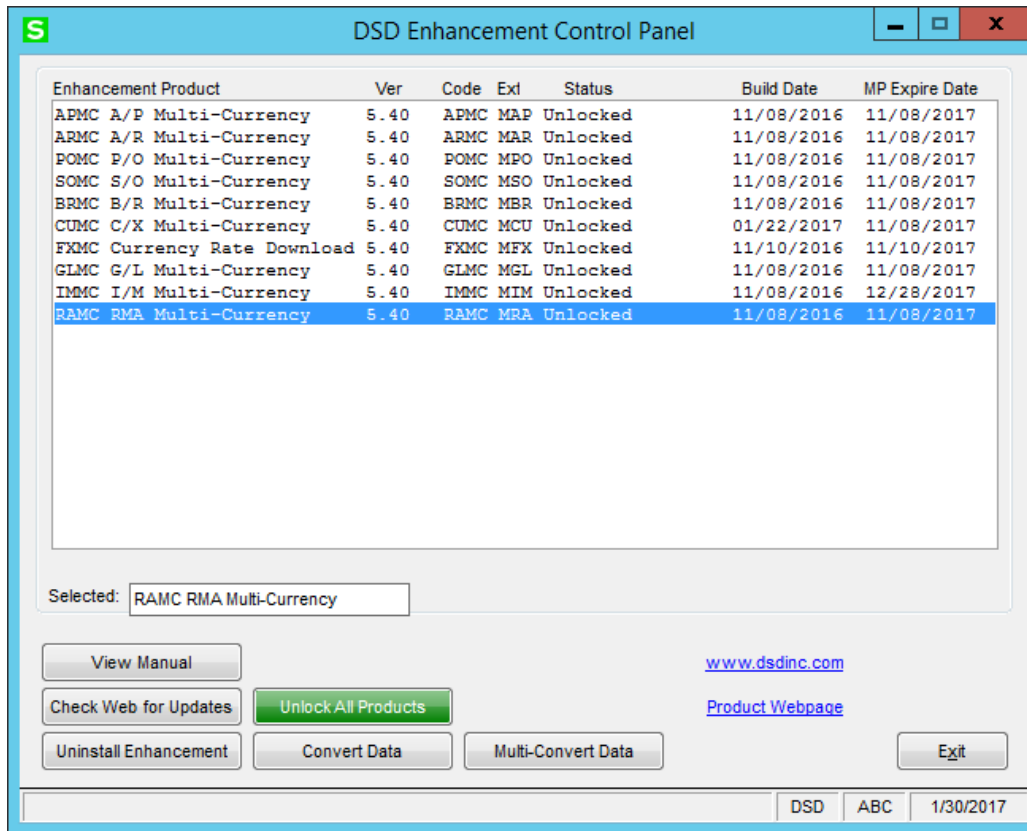 S DSD Enhancement Control Panel X
Enhancement Product Ver Code Ext Status Build Date MP Expire Date
APMC A/P Multi-Currency 5.40 APMC MAP Unlocked 11/08/2016 11/08/2017
ARMC A/R Multi-Currency 5.40 ARMC MAR Unlocked 11/08/2016 11/08/2017
POMC P/O Multi-Currency 5.40 POMC MPO Unlocked 11/08/2016 11/08/2017
SOMC S/O Multi-Currency 5.40 SOMC MSO Unlocked 11/08/2016 11/08/2017
BRMC B/R Multi-Currency 5.40 BRMC MBR Unlocked 11/08/2016 11/08/2017
CUMC C/X Multi-Currency 5.40 CUMC MCU Unlocked 01/22/2017 11/08/2017
FXMC Currency Rate Download 5.40 FXMC MFX Unlocked 11/10/2016 11/10/2017
GLMC G/L Multi-Currency 5.40 GLMC MGL Unlocked 11/08/2016 11/08/2017
IMMC I/M Multi-Currency 5.40 IMMC MIM Unlocked 11/08/2016 12/28/2017
RAMC RMA Multi-Currency 5.40 RAMC MRA Unlocked 11/08/2016 11/08/2017
Selected: RAMC RMA Multi-Currency
View Manual www.dsdinc.com
Check Web for Updates Unlock All Products Product Webpage
Uninstall Enhancement Convert Data Multi-Convert Data Exit
DSD ABC 1/30/2017